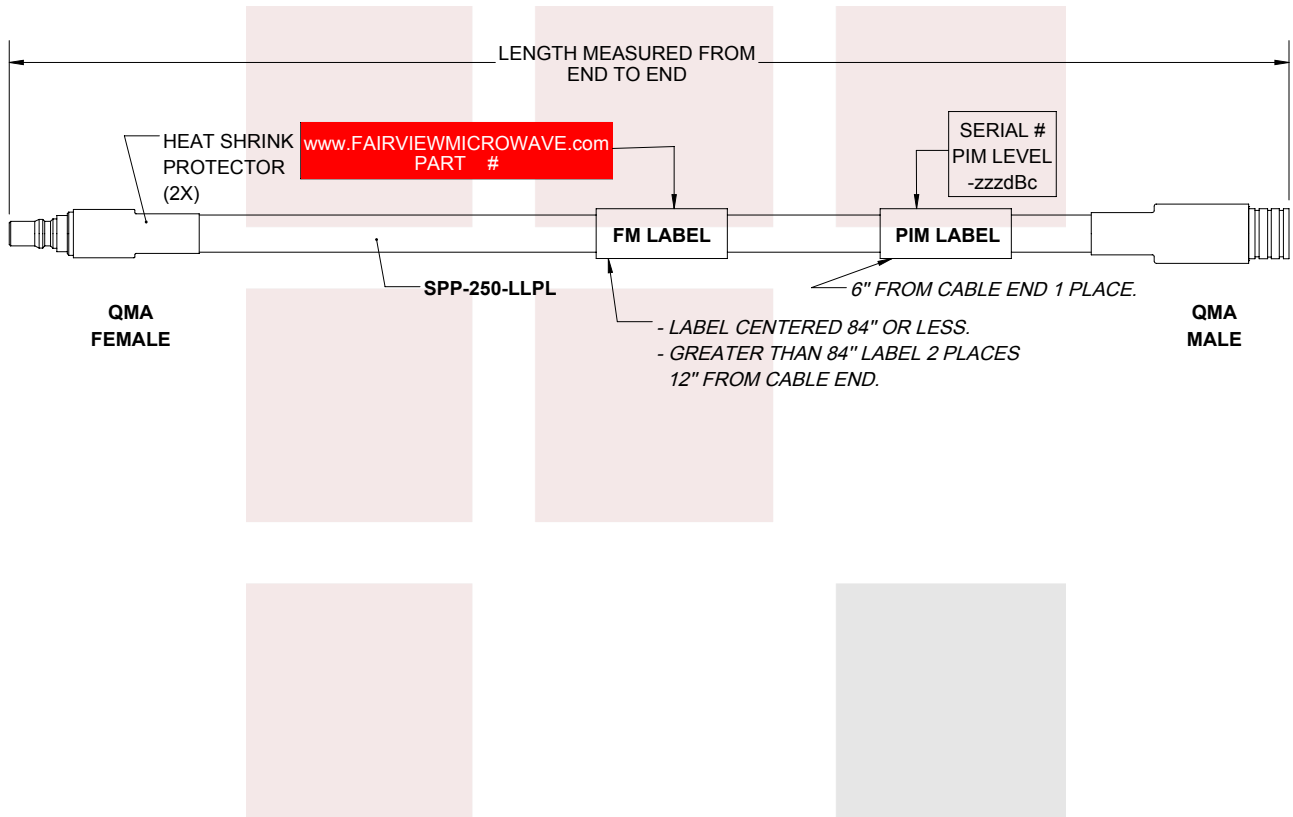 LENGTH MEASURED FROM
END TO END
HEAT SHRINK
PROTECTOR
(2X)
www.FAIRVIEWMICROWAVE.com
PART #
SERIAL #
PIM LEVEL
-zzzdBc
FM LABEL
PIM LABEL
SPP-250-LLPL
6" FROM CABLE END 1 PLACE.
QMA
FEMALE
- LABEL CENTERED 84" OR LESS.
- GREATER THAN 84" LABEL 2 PLACES
12" FROM CABLE END.
QMA
MALE